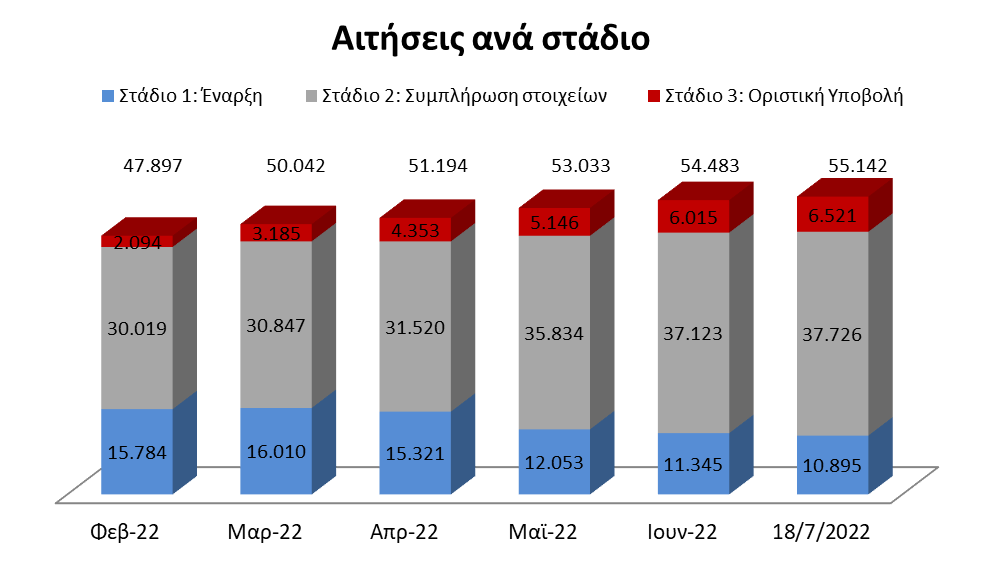 Αιτήσεις ανά στάδιο
Στάδιο 1: Έναρξη Στάδιο 2: Συμπλήρωση στοιχείων Στάδιο 3: Οριστική Υποβολή
47.897 50.042 51.194 53.033 54.483 55.142
2.094 3.185 4.353 5.146 6.015 6.521
30.019 30.847 31.520 35.834 37.123 37.726
15.784 16.010 15.321 12.053 11.345 10.895
Φεβ-22 Μαρ-22 Απρ-22 Μαϊ-22 Ιουν-22 18/7/2022